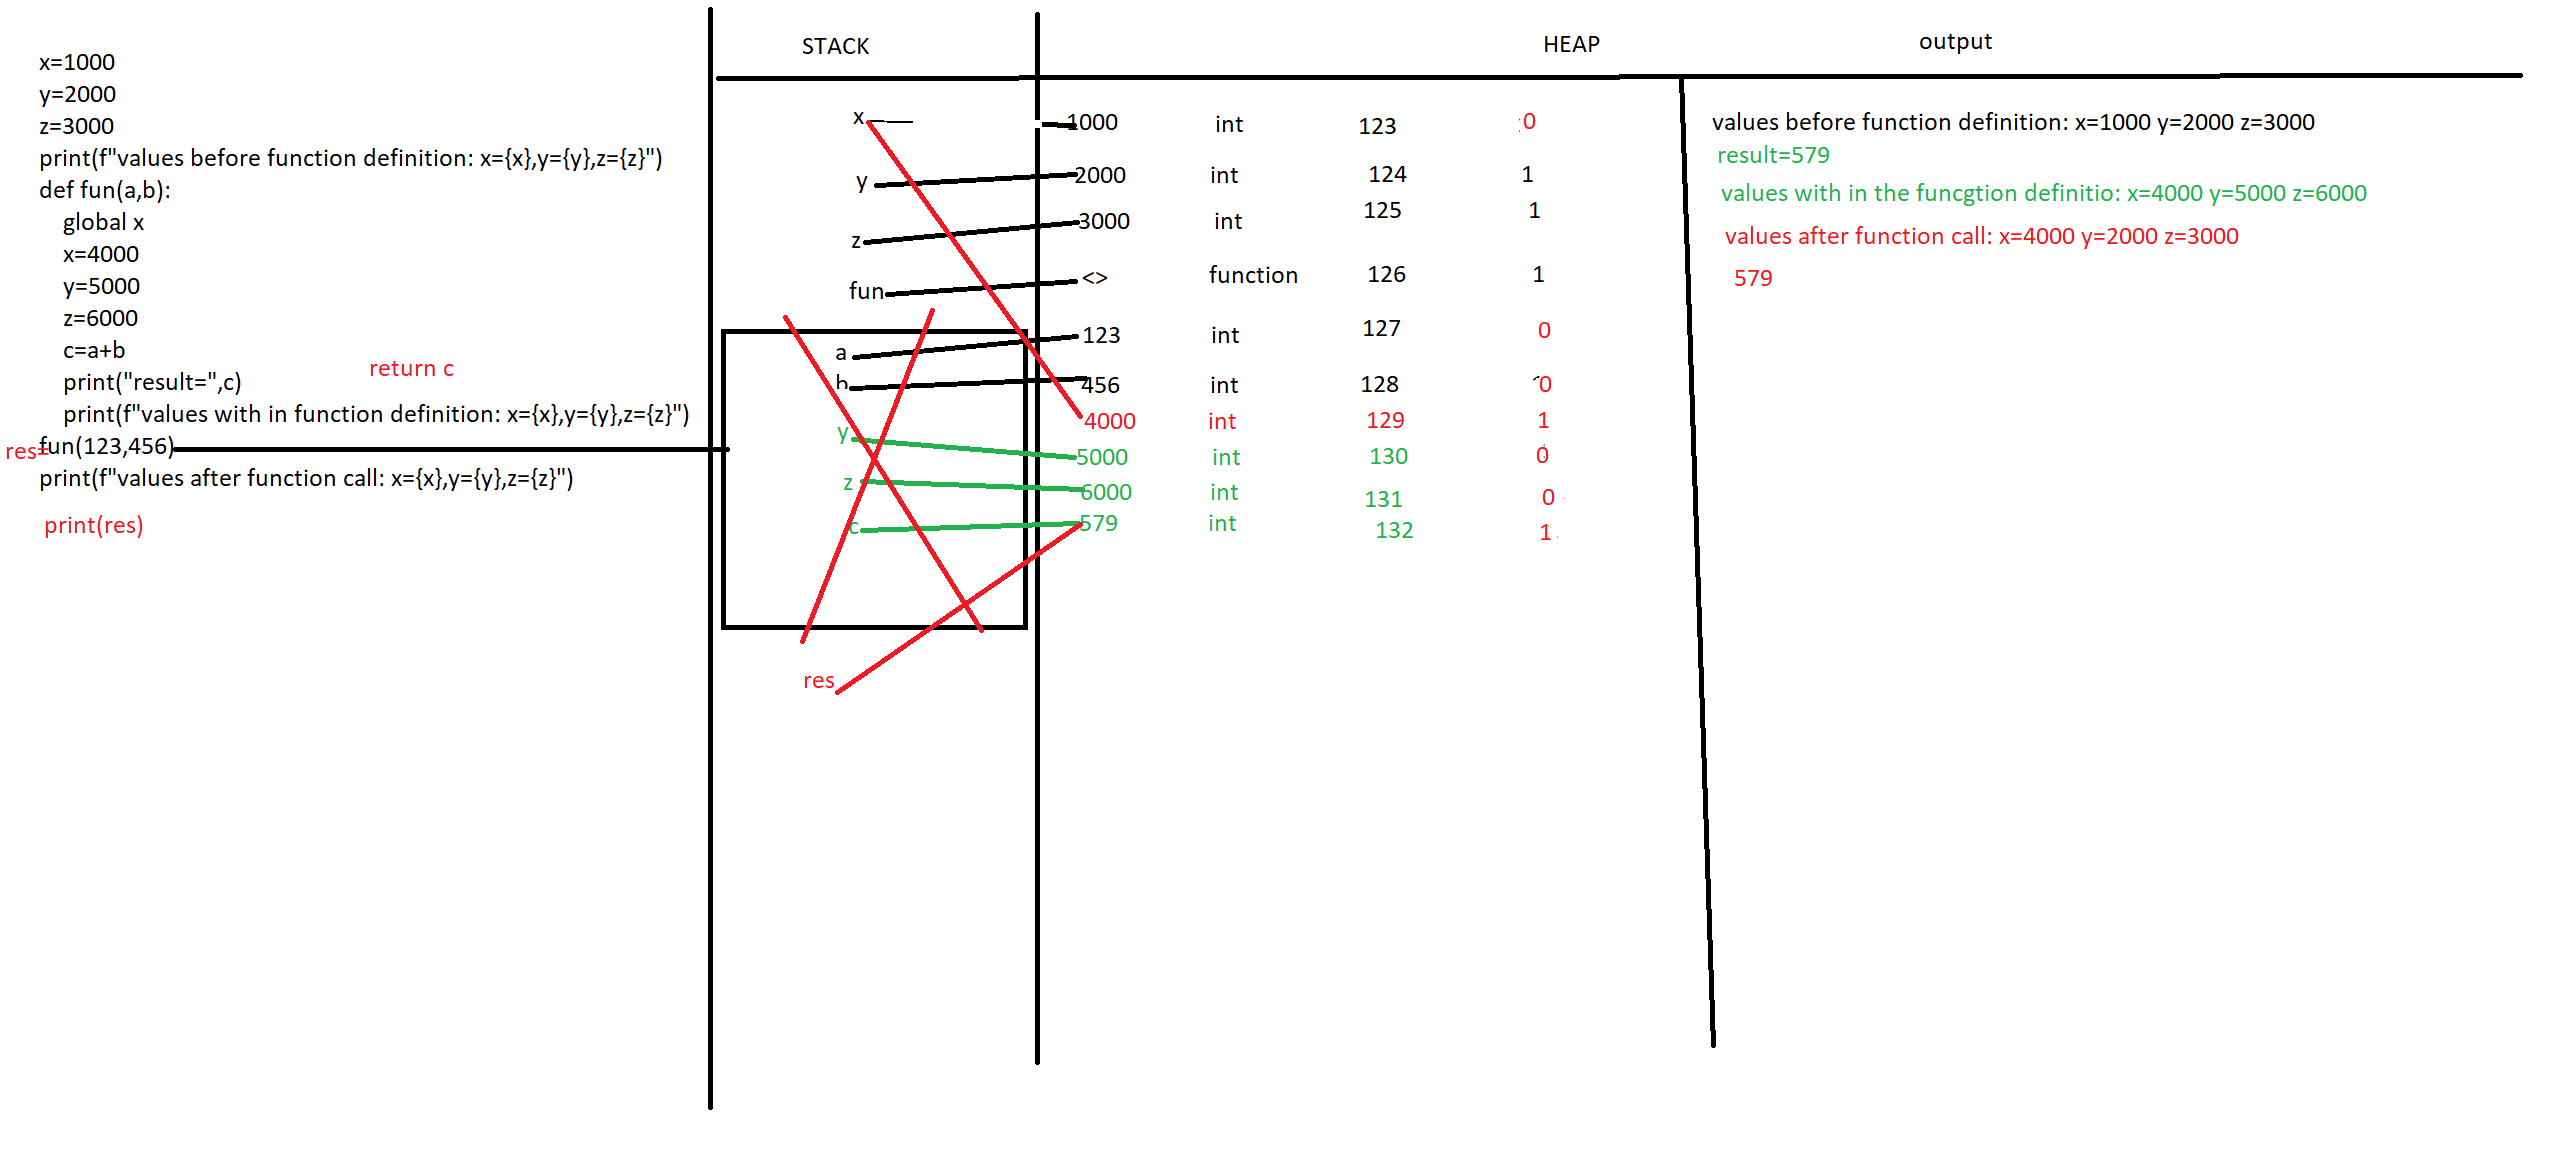 x=1000
y=2000
z=3000
print(f"values before function definition: x={x},y={y},z={z}")
def fun(a,b):
global x
x=4000
y=5000
z=6000
c=a+b
return c
print("result=",c)
print(f"values with in function definition: x={x},y={y},z={z}")
res=
fun(123,456)
print(f"values after function call: x={x},y={y},z={z}")
print(res)
STACK
x
y
z
fun
a
b
y
z
c
res
HEAP
1000 int 123 0
2000 int 124 1
3000 int 125 1
<> function 126 1
123 int 127 0
456 int 128 0
4000 int 129 1
5000 int 130 0
6000 int 131 0
579 int 132 1
output
values before function definition: x=1000 y=2000 z=3000
result=579
values with in the funcgtion definitio: x=4000 y=5000 z=6000
values after function call: x=4000 y=2000 z=3000
579